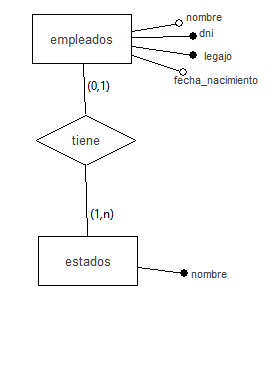 nombre
empleados
dni
legajo
fecha_nacimiento
(0,1)
tiene
(1,n)
estados
nombre